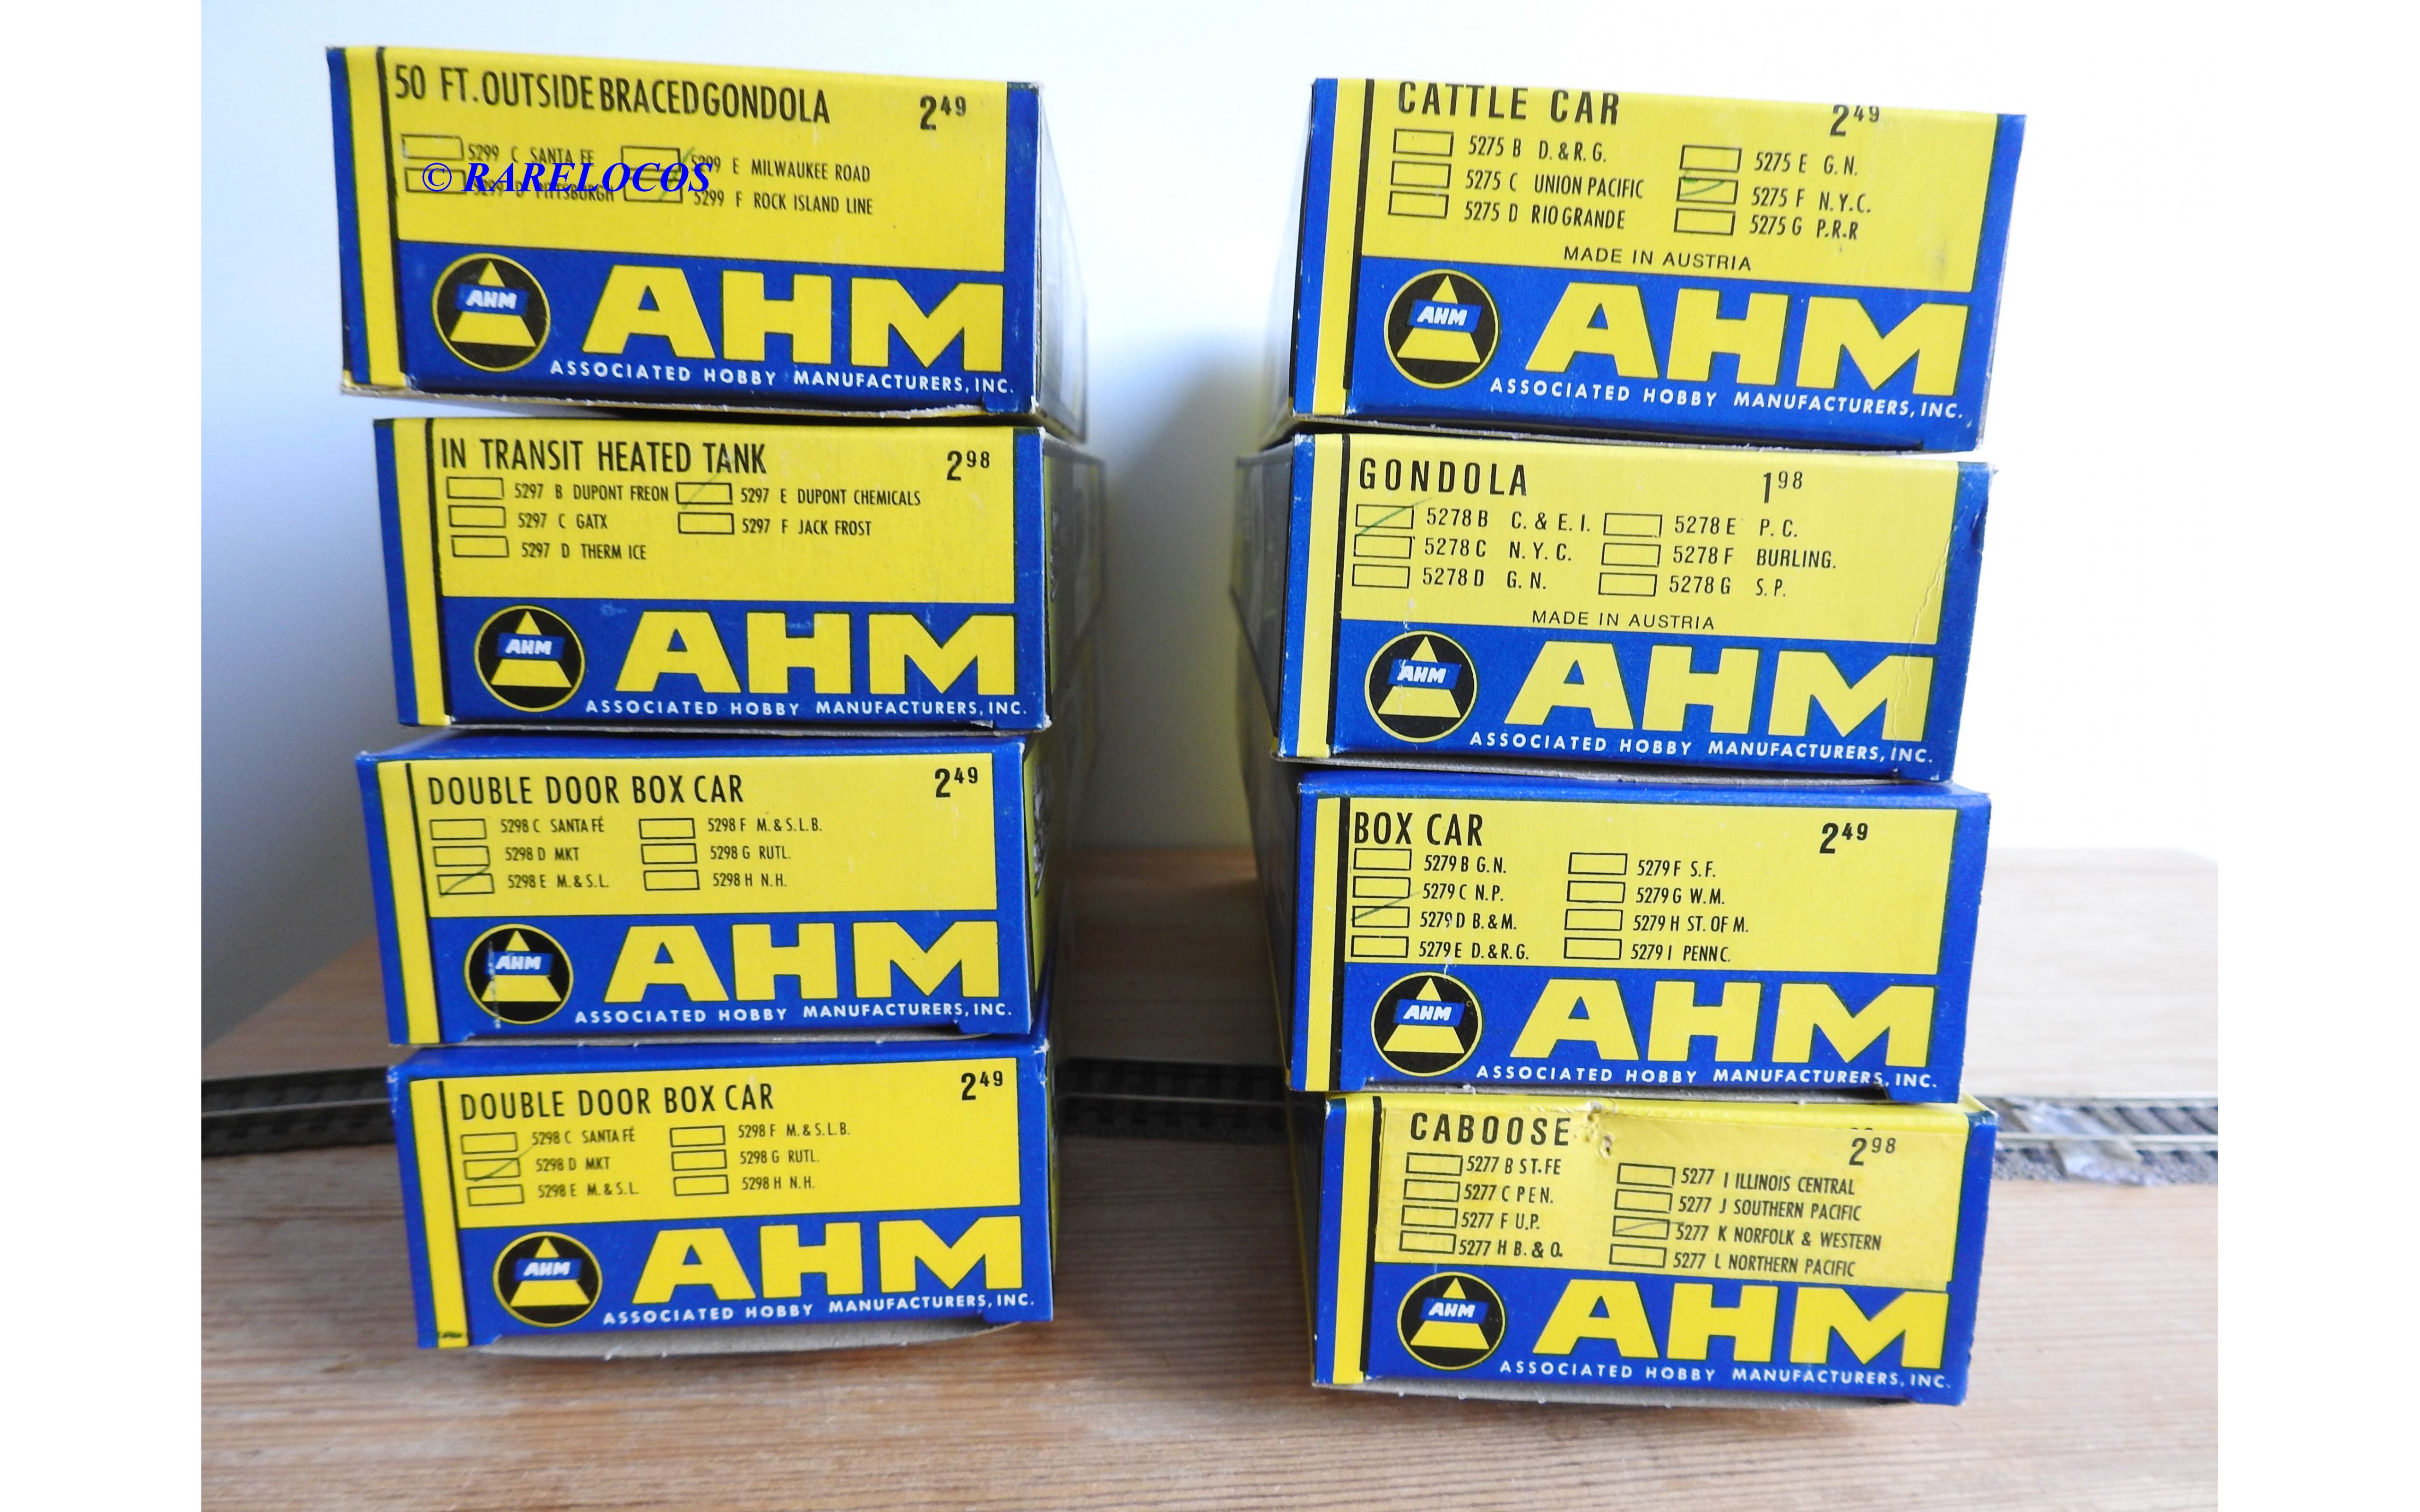 50 FT. OUTSIDE BRACED GONDOLA 2 49
5299 C SANTA FE 5299 E MILWAUKEE ROAD
5299 D PITTSBURGH 5299 F ROCK ISLAND LINE
© RARELOCOS
AHM AHM
ASSOCIATED HOBBY MANUFACTURERS, INC.
IN TRANSIT HEATED TANK 2 98
5297 B DUPONT FREON 5297 E DUPONT CHEMICALS
5297 C GATX 5297 F JACK FROST
5297 D THERM ICE
AHM AHM
ASSOCIATED HOBBY MANUFACTURERS, INC.
DOUBLE DOOR BOX CAR 2 49
5298 C SANTA FÉ 5298 F M. & S.L.B.
5298 D MKT 5298 G RUTL.
5298 E M. & S.L. 5298 H N.H.
AHM AHM
ASSOCIATED HOBBY MANUFACTURERS, INC.
DOUBLE DOOR BOX CAR 2 49
5298 C SANTA FÉ 5298 F M. & S.L.B.
5298 D MKT 5298 G RUTL.
5298 E M. & S.L. 5298 H N.H.
AHM AHM
ASSOCIATED HOBBY MANUFACTURERS, INC.
CATTLE CAR 2 49
5275 B D. & R. G. 5275 E G. N.
5275 C UNION PACIFIC 5275 F N.Y.C.
5275 D RIO GRANDE 5275 G P.R.R
MADE IN AUSTRIA
AHM AHM
ASSOCIATED HOBBY MANUFACTURERS, INC.
GONDOLA 1 98
5278 B C. & E. I. 5278 E P. C.
5278 C N. Y. C. 5278 F BURLING.
5278 D G. N. 5278 G S. P.
MADE IN AUSTRIA
AHM AHM
ASSOCIATED HOBBY MANUFACTURERS, INC.
BOX CAR 2 49
5279 B G.N. 5279 F S.F.
5279 C N.P. 5279 G W.M.
5279 D B. & M. 5279 H ST. OF M.
5279 E D. & R.G. 5279 I PENN C.
AHM AHM
ASSOCIATED HOBBY MANUFACTURERS, INC.
CABOOSE 2 98
5277 B ST. FE 5277 I ILLINOIS CENTRAL
5277 C PEN. 5277 J SOUTHERN PACIFIC
5277 F U.P. 5277 K NORFOLK & WESTERN
5277 H B. & O. 5277 L NORTHERN PACIFIC
AHM AHM
ASSOCIATED HOBBY MANUFACTURERS, INC.